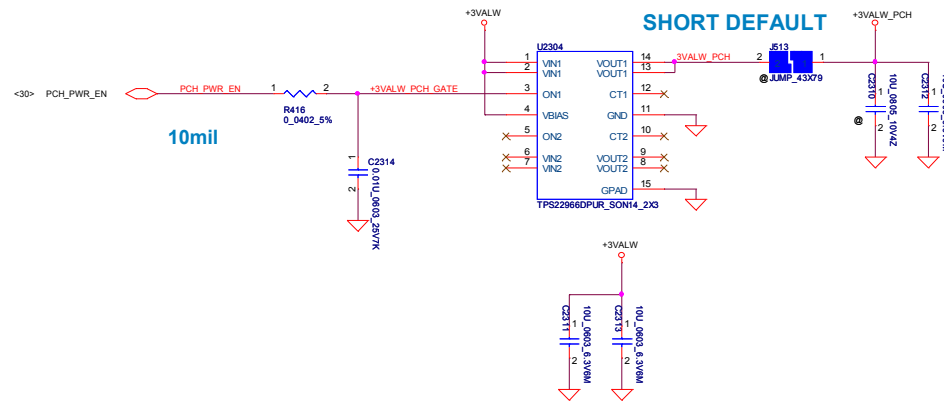 +3VALW
SHORT DEFAULT
+3VALW_PCH
U2304
J513
1 VIN1 VOUT1 14 3VALW_PCH 2 1
2 VIN1 VOUT1 13 @ JUMP_43X79
<30> PCH_PWR_EN PCH_PWR_EN 1 2 +3VALW_PCH_GATE 3 ON1 CT1 12
R416
0_0402_5%
10mil
4 VBIAS GND 11
5 ON2 CT2 10
6 VIN2 VOUT2 9
7 VIN2 VOUT2 8
GPAD 15
TPS22966DPUR_SON14_2X3
1
2
C2314
0.01U_0603_25V7K
C2310
10U_0805_10V4Z
1
2
@
C2312
1
2
+3VALW
C2311
10U_0603_6.3V6M
1
2
C2313
10U_0603_6.3V6M
1
2